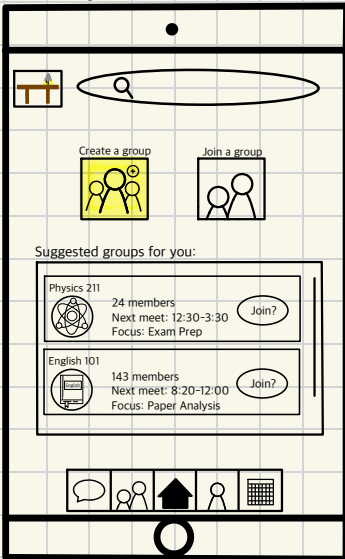 Create a group
Join a group
Suggested groups for you:
Physics 211
24 members
Next meet: 12:30-3:30
Focus: Exam Prep
Join?
English 101
English
143 members
Next meet: 8:20-12:00
Focus: Paper Analysis
Join?